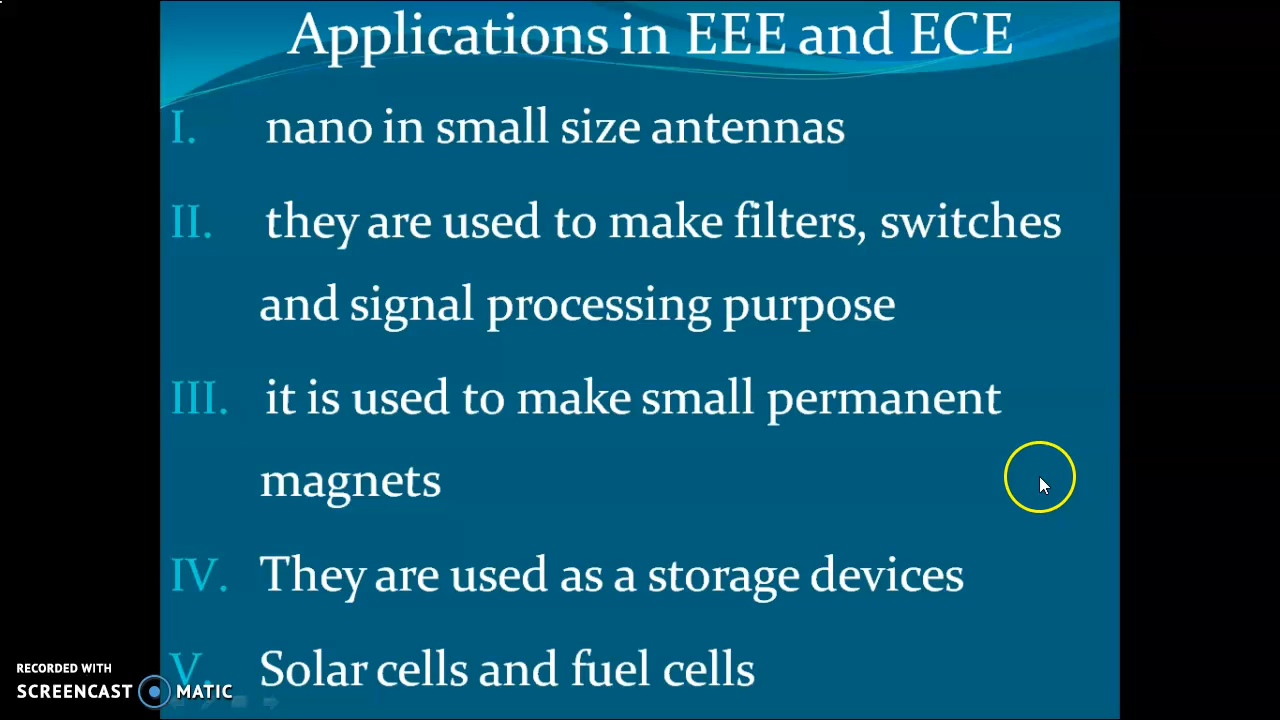 Applications in EEE and ECE
I. nano in small size antennas
II. they are used to make filters, switches
and signal processing purpose
III. it is used to make small permanent
magnets
IV. They are used as a storage devices
V. Solar cells and fuel cells
RECORDED WITH
SCREENCAST MATIC